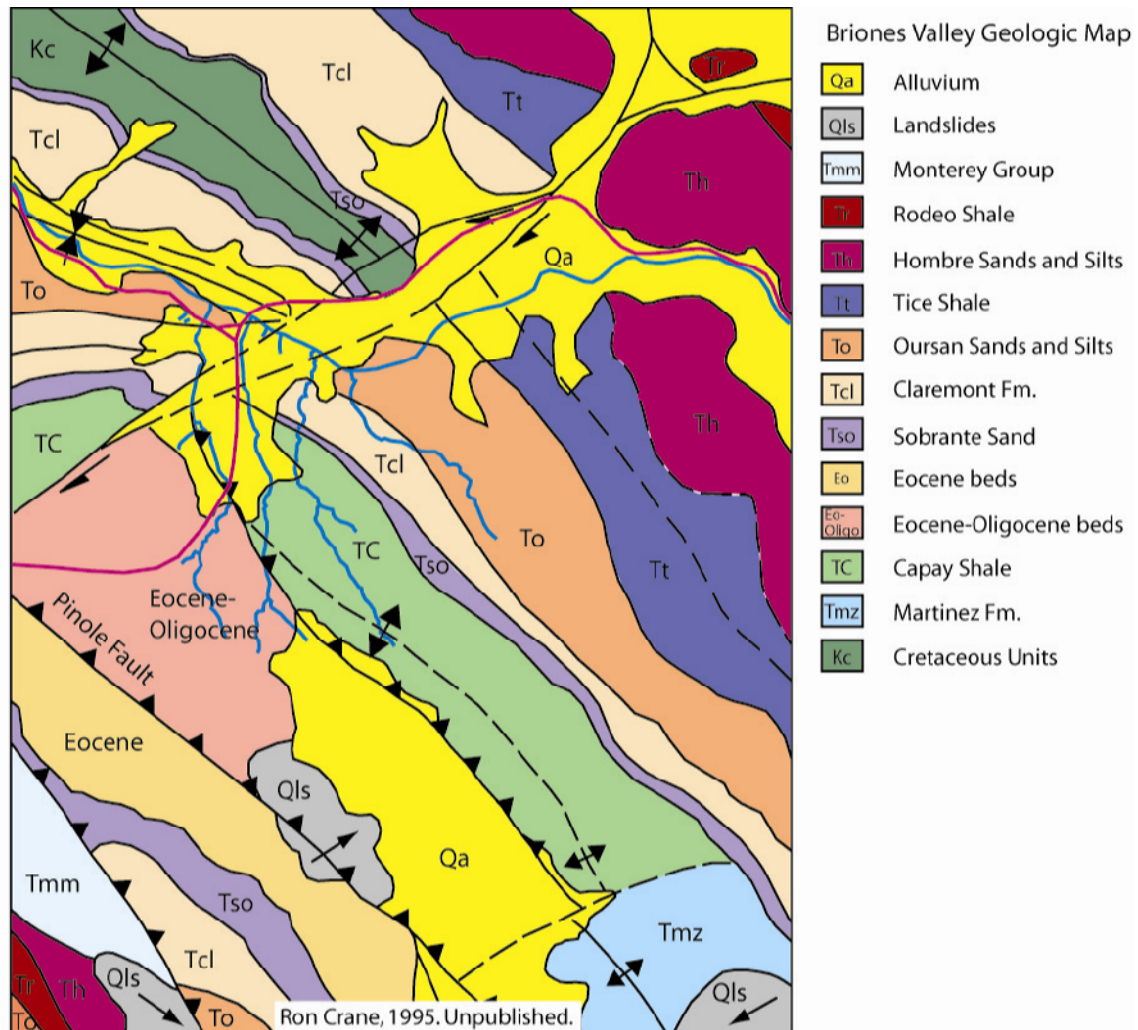 Briones Valley Geologic Map
Qa Alluvium
Qls Landslides
Tmm Monterey Group
Tr Rodeo Shale
Th Hombre Sands and Silts
Tt Tice Shale
To Oursan Sands and Silts
Tcl Claremont Fm.
Tso Sobrante Sand
Eo Eocene beds
Eo-
Oligo Eocene-Oligocene beds
TC Capay Shale
Tmz Martinez Fm.
Kc Cretaceous Units
Kc
Tcl
Tr
Tt
Tcl
Th
Tso
Qa
To
Th
TC
Tcl
To
TC
Tso
Tt
Eocene-
Oligocene
Pinole Fault
Eocene
Qls
Qa
Tmm
Tso
Tmz
Tcl
Qls
Th
Tr
To
To
Qls
Ron Crane, 1995. Unpublished.